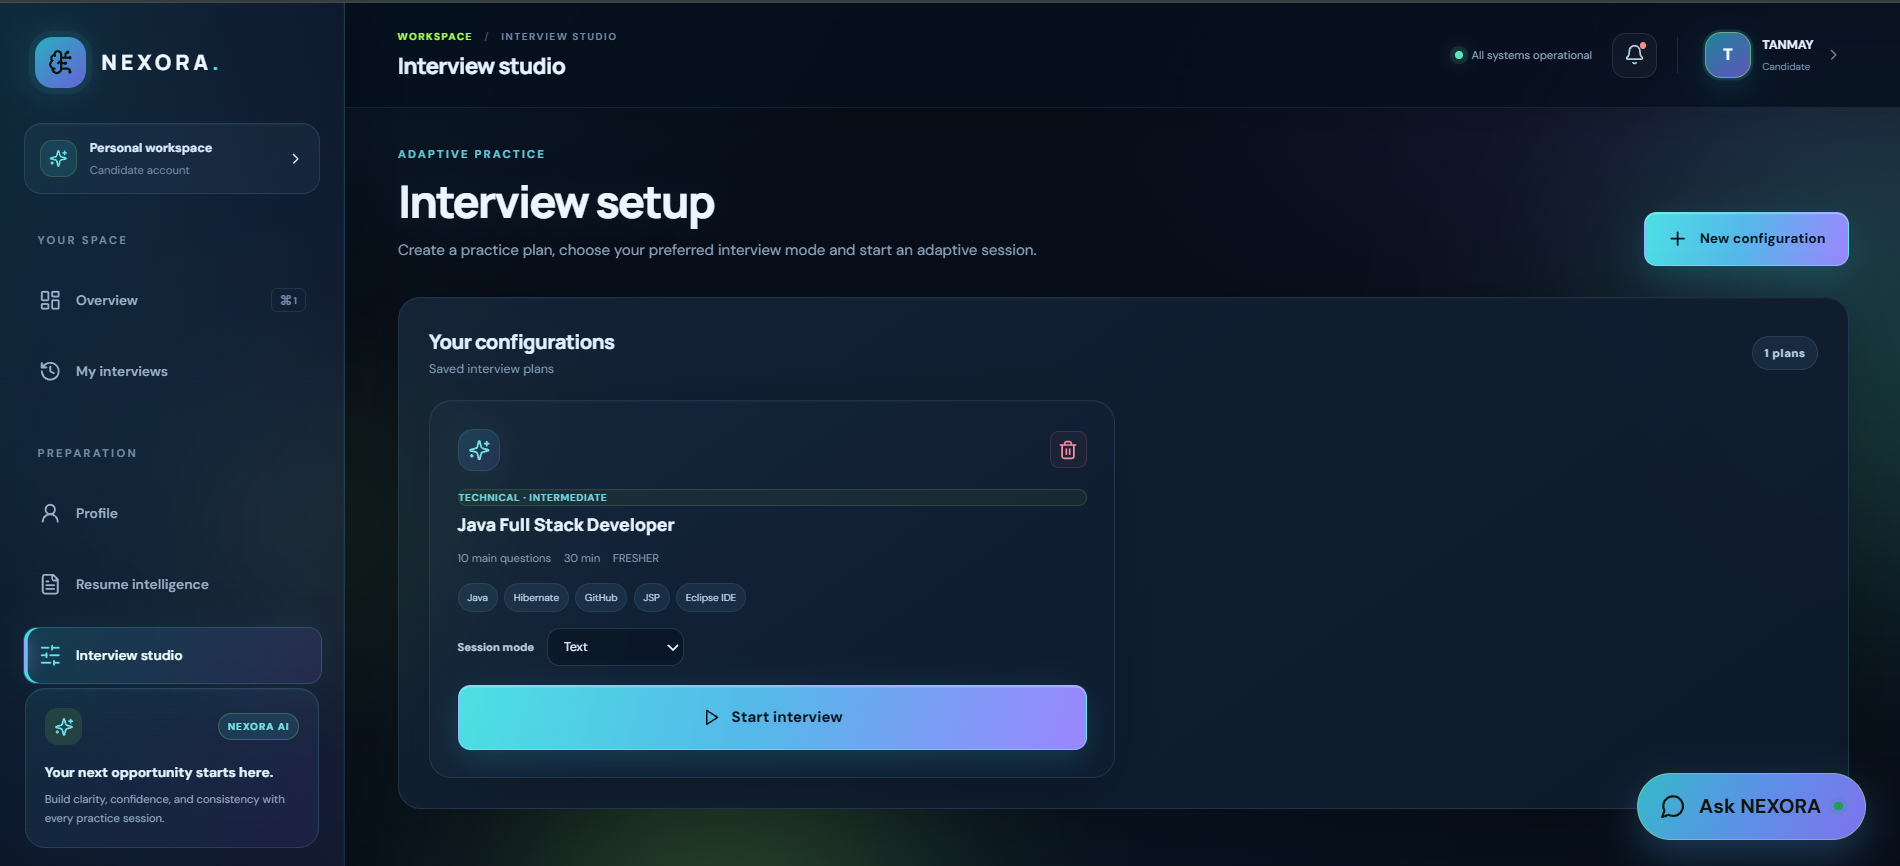 NEXORA.
Personal workspace
Candidate account
YOUR SPACE
Overview
⌘1
My interviews
PREPARATION
Profile
Resume intelligence
Interview studio
NEXORA AI
Your next opportunity starts here.
Build clarity, confidence, and consistency with
every practice session.
WORKSPACE / INTERVIEW STUDIO
Interview studio
All systems operational
T
TANMAY
Candidate
ADAPTIVE PRACTICE
Interview setup
Create a practice plan, choose your preferred interview mode and start an adaptive session.
New configuration
Your configurations
Saved interview plans
1 plans
TECHNICAL · INTERMEDIATE
Java Full Stack Developer
10 main questions 30 min FRESHER
Java Hibernate GitHub JSP Eclipse IDE
Session mode Text
Start interview
Ask NEXORA